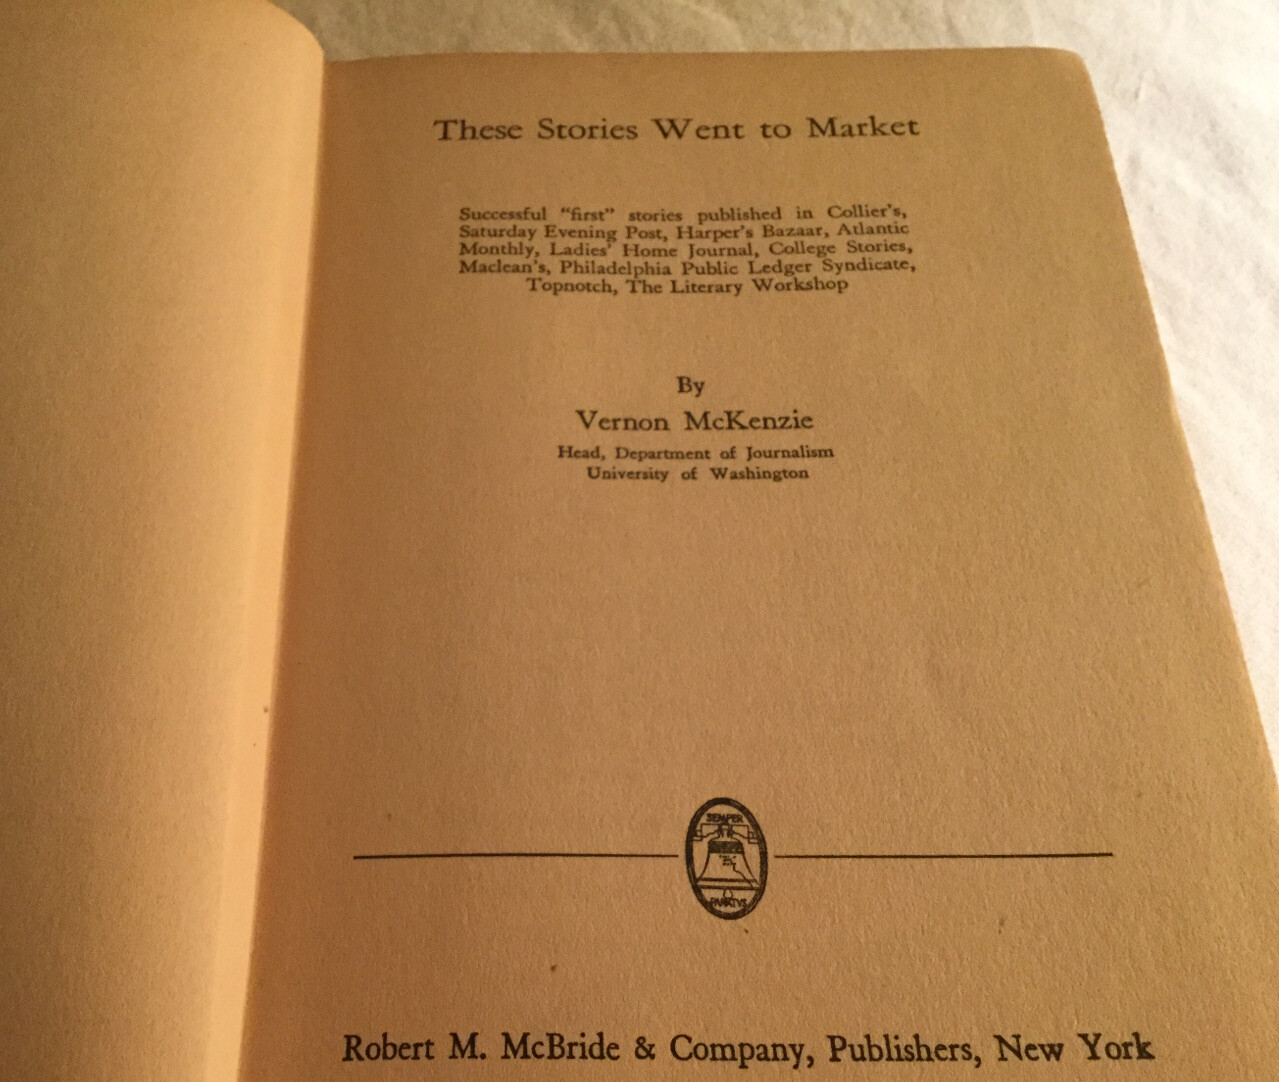 These Stories Went to Market
Successful “first” stories published in Collier’s,
Saturday Evening Post, Harper’s Bazaar, Atlantic
Monthly, Ladies’ Home Journal, College Stories,
Maclean’s, Philadelphia Public Ledger Syndicate,
Topnotch, The Literary Workshop
By
Vernon McKenzie
Head, Department of Journalism
University of Washington
SEMPER
PARATVS
Robert M. McBride & Company, Publishers, New York